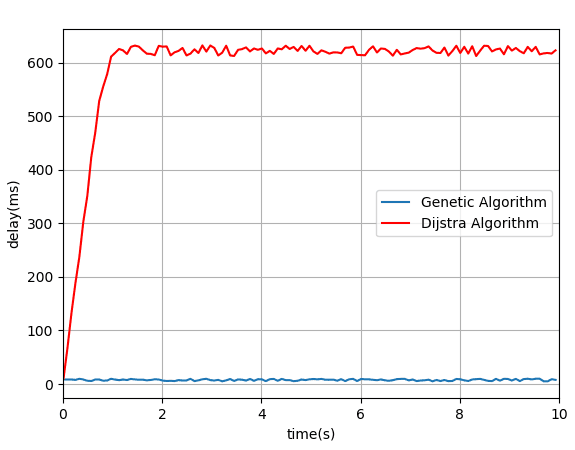 600
500
400
300
200
100
0
delay(ms)
Genetic Algorithm
Dijstra Algorithm
0 2 4 6 8 10
time(s)